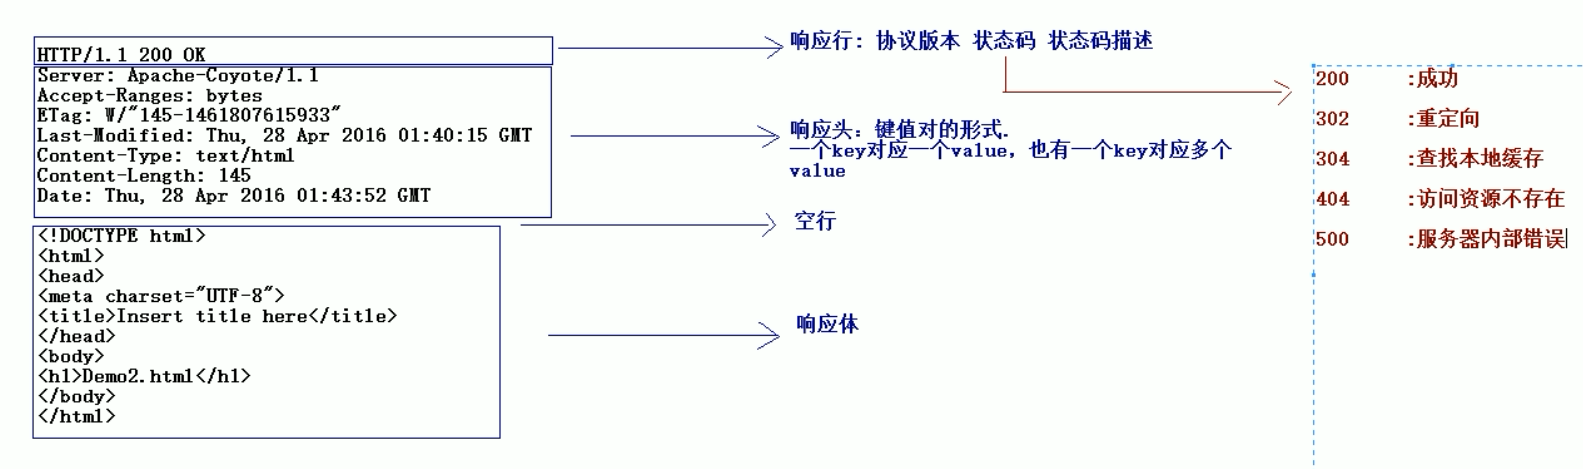 HTTP/1.1 200 OK
Server: Apache-Coyote/1.1
Accept-Ranges: bytes
ETag: W/"145-1461807615933"
Last-Modified: Thu, 28 Apr 2016 01:40:15 GMT
Content-Type: text/html
Content-Length: 145
Date: Thu, 28 Apr 2016 01:43:52 GMT
<!DOCTYPE html>
<html>
<head>
<meta charset="UTF-8">
<title>Insert title here</title>
</head>
<body>
<h1>Demo2.html</h1>
</body>
</html>
响应行: 协议版本 状态码 状态码描述
响应头: 键值对的形式.
一个key对应一个value, 也有一个key对应多个
value
空行
响应体
200 :成功
302 :重定向
304 :查找本地缓存
404 :访问资源不存在
500 :服务器内部错误